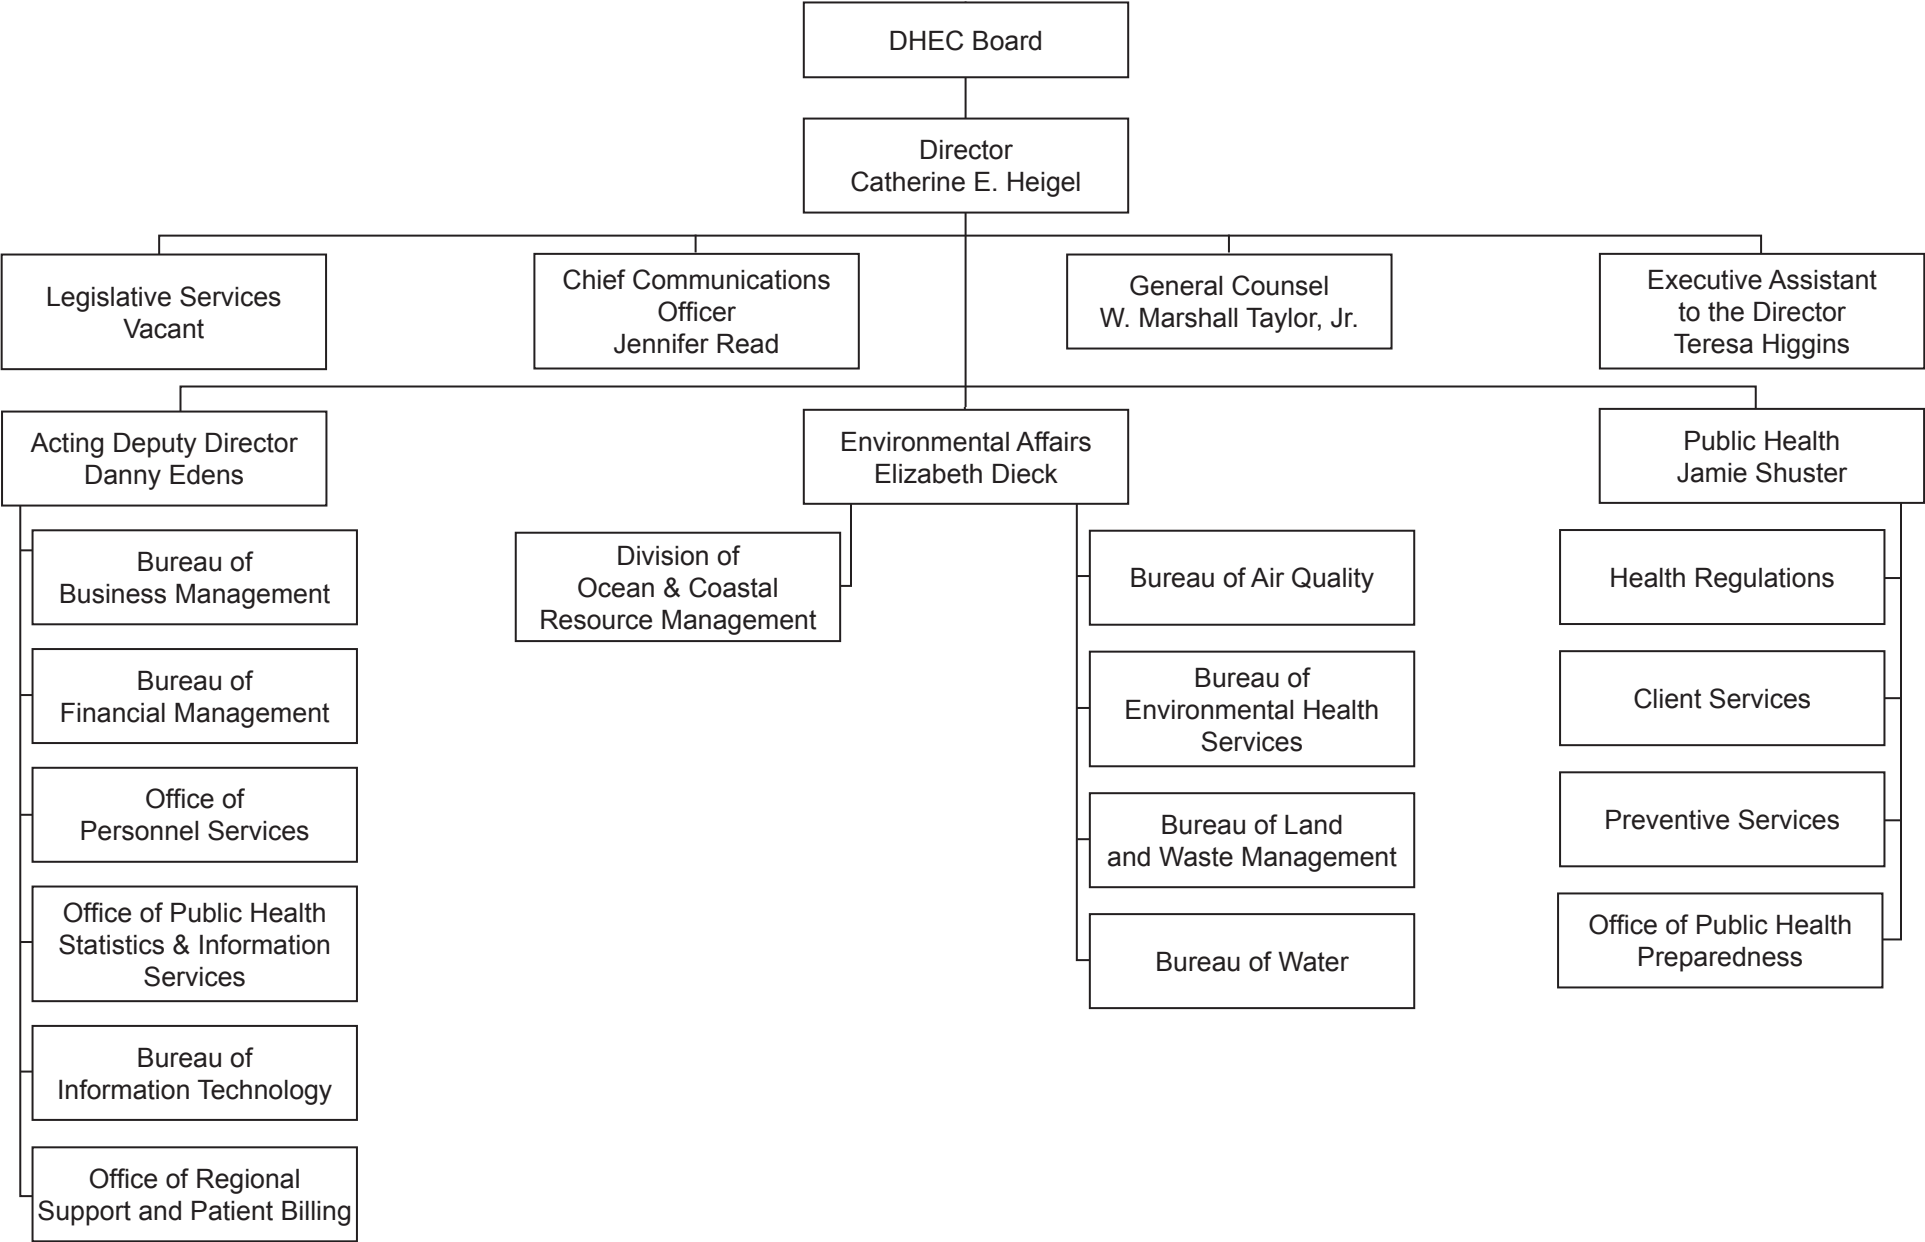 DHEC Board
Director
Catherine E. Heigel
Legislative Services
Vacant
Chief Communications
Officer
Jennifer Read
General Counsel
W. Marshall Taylor, Jr.
Executive Assistant
to the Director
Teresa Higgins
Acting Deputy Director
Danny Edens
Bureau of
Business Management
Bureau of
Financial Management
Office of
Personnel Services
Office of Public Health
Statistics & Information
Services
Bureau of
Information Technology
Office of Regional
Support and Patient Billing
Environmental Affairs
Elizabeth Dieck
Division of
Ocean & Coastal
Resource Management
Bureau of Air Quality
Bureau of
Environmental Health
Services
Bureau of Land
and Waste Management
Bureau of Water
Public Health
Jamie Shuster
Health Regulations
Client Services
Preventive Services
Office of Public Health
Preparedness